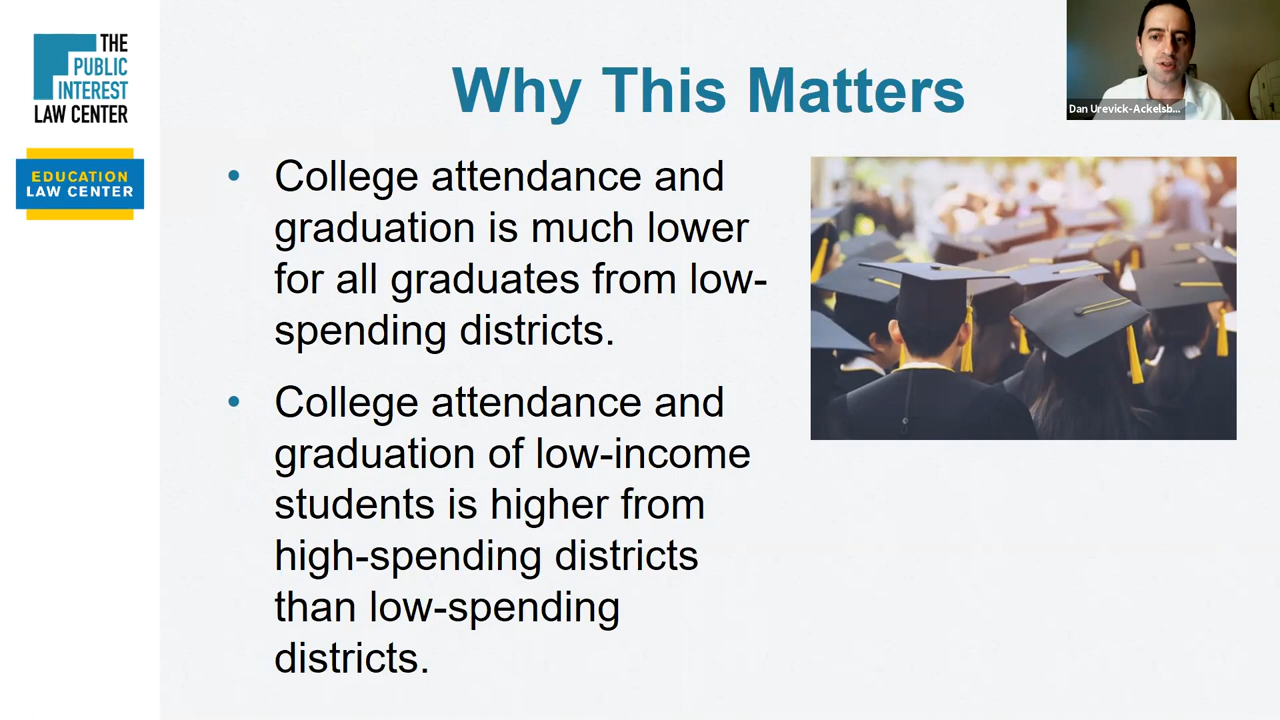 THE
PUBLIC
INTEREST
LAW CENTER
EDUCATION
LAW CENTER
Why This Matters
Dan Urevick-Ackelsb...
• College attendance and
graduation is much lower
for all graduates from low-
spending districts.
• College attendance and
graduation of low-income
students is higher from
high-spending districts
than low-spending
districts.